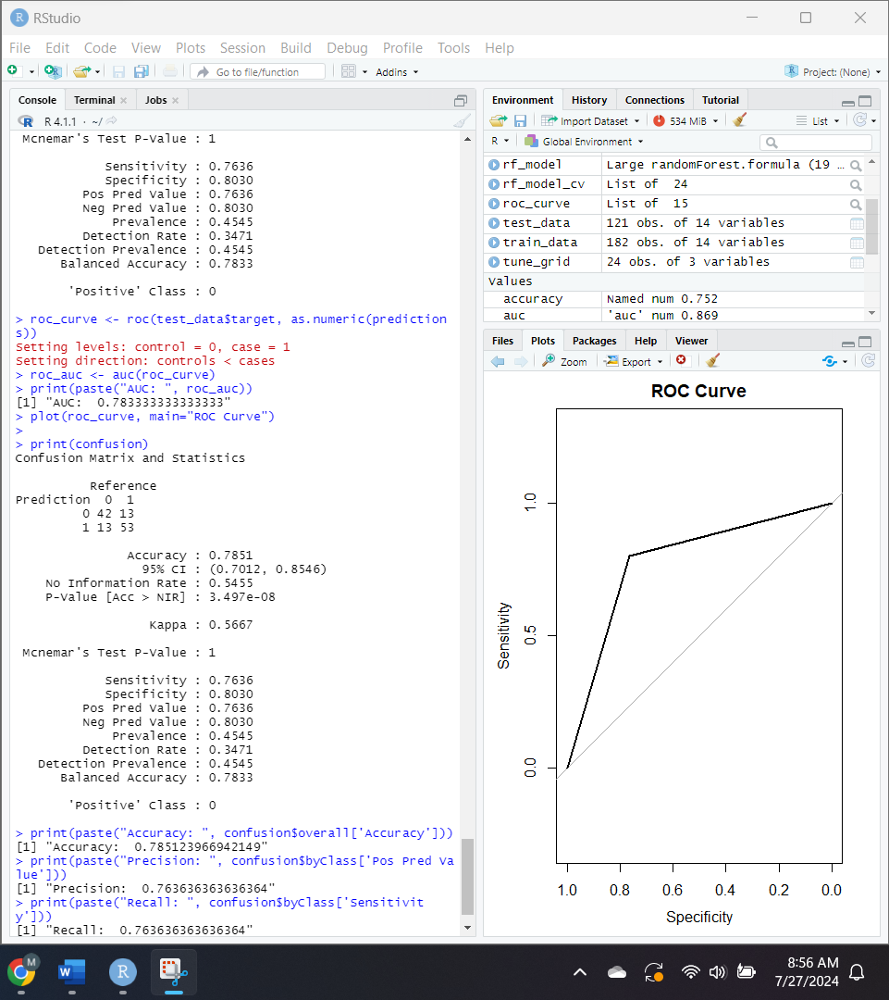 RStudio
File Edit Code View Plots Session Build Debug Profile Tools Help
Go to file/function
Addins
Project: (None)
Console Terminal Jobs
R 4.1.1 · ~/
Mcnemar's Test P-Value : 1
Sensitivity : 0.7636
Specificity : 0.8030
Pos Pred Value : 0.7636
Neg Pred Value : 0.8030
Prevalence : 0.4545
Detection Rate : 0.3471
Detection Prevalence : 0.4545
Balanced Accuracy : 0.7833
'Positive' Class : 0
> roc_curve <- roc(test_data$target, as.numeric(prediction
s))
Setting levels: control = 0, case = 1
Setting direction: controls < cases
> roc_auc <- auc(roc_curve)
> print(paste("AUC: ", roc_auc))
[1] "AUC:  0.783333333333333"
> plot(roc_curve, main="ROC Curve")
>
> print(confusion)
Confusion Matrix and Statistics
Reference
Prediction  0  1
0 42 13
1 13 53
Accuracy : 0.7851
95% CI : (0.7012, 0.8546)
No Information Rate : 0.5455
P-Value [Acc > NIR] : 3.497e-08
Kappa : 0.5667
Mcnemar's Test P-Value : 1
Sensitivity : 0.7636
Specificity : 0.8030
Pos Pred Value : 0.7636
Neg Pred Value : 0.8030
Prevalence : 0.4545
Detection Rate : 0.3471
Detection Prevalence : 0.4545
Balanced Accuracy : 0.7833
'Positive' Class : 0
> print(paste("Accuracy: ", confusion$overall['Accuracy']))
[1] "Accuracy:  0.785123966942149"
> print(paste("Precision: ", confusion$byClass['Pos Pred Va
lue']))
[1] "Precision:  0.763636363636364"
> print(paste("Recall: ", confusion$byClass['Sensitivit
y']))
[1] "Recall:  0.763636363636364"
Environment History Connections Tutorial
Import Dataset 534 MiB List
R Global Environment
rf_model Large randomForest.formula (19 …
rf_model_cv List of  24
roc_curve List of  15
test_data 121 obs. of 14 variables
train_data 182 obs. of 14 variables
tune_grid 24 obs. of 3 variables
Values
accuracy Named num 0.752
auc 'auc' num 0.869
Files Plots Packages Help Viewer
Zoom Export
ROC Curve
Sensitivity
1.0
0.5
0.0
1.0 0.8 0.6 0.4 0.2 0.0
Specificity
M
W
R
8:56 AM
7/27/2024